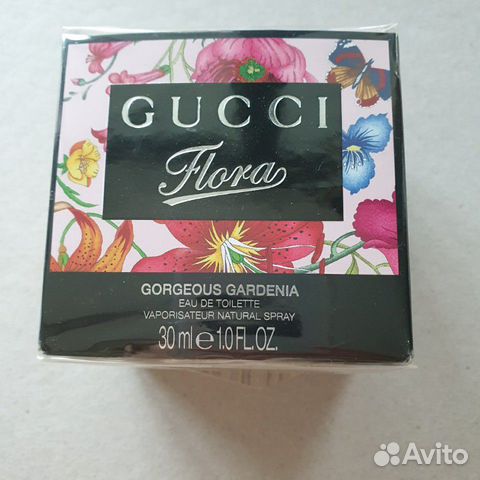 GUCCI
Flora
GORGEOUS GARDENIA
EAU DE TOILETTE
VAPORISATEUR NATURAL SPRAY
30 ml e 1.0 FL.OZ.
Avito